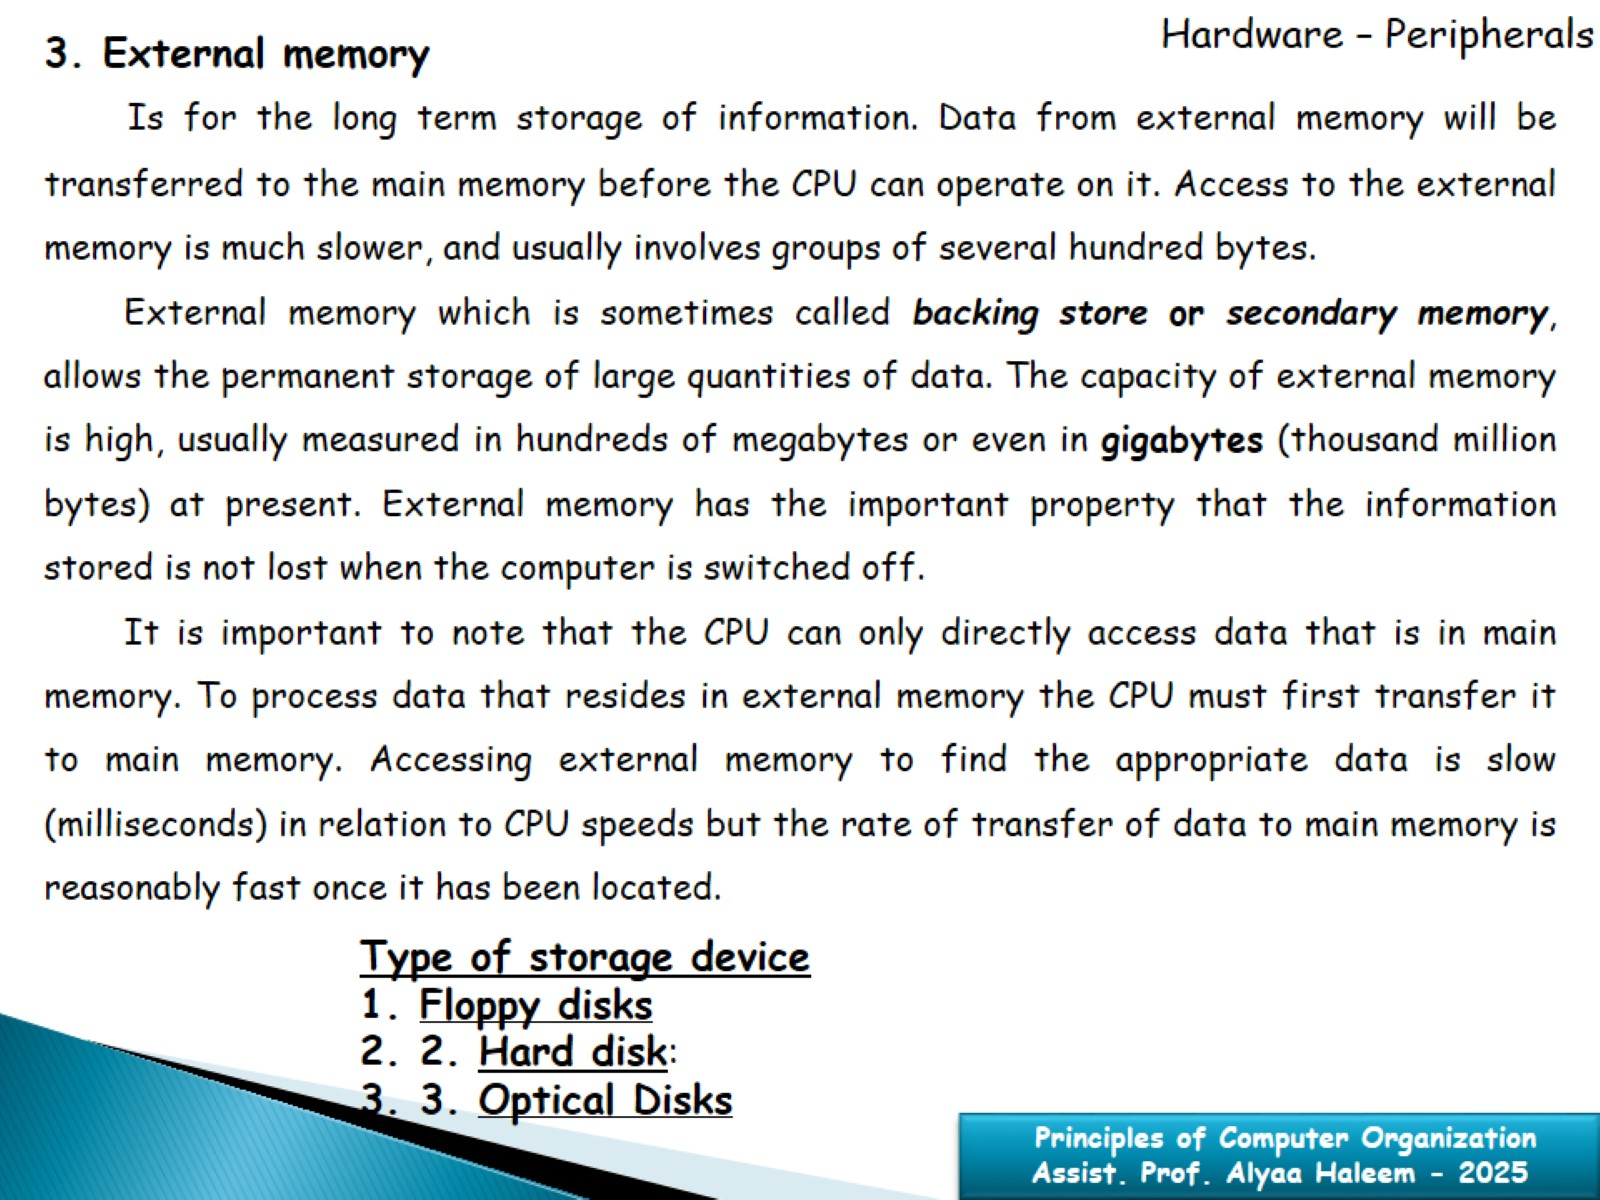 Hardware – Peripherals
3. External memory
Is for the long term storage of information. Data from external memory will be
transferred to the main memory before the CPU can operate on it. Access to the external
memory is much slower, and usually involves groups of several hundred bytes.
External memory which is sometimes called backing store or secondary memory,
allows the permanent storage of large quantities of data. The capacity of external memory
is high, usually measured in hundreds of megabytes or even in gigabytes (thousand million
bytes) at present. External memory has the important property that the information
stored is not lost when the computer is switched off.
It is important to note that the CPU can only directly access data that is in main
memory. To process data that resides in external memory the CPU must first transfer it
to main memory. Accessing external memory to find the appropriate data is slow
(milliseconds) in relation to CPU speeds but the rate of transfer of data to main memory is
reasonably fast once it has been located.
Type of storage device
1. Floppy disks
2. 2. Hard disk:
3. 3. Optical Disks
Principles of Computer Organization
Assist. Prof. Alyaa Haleem - 2025